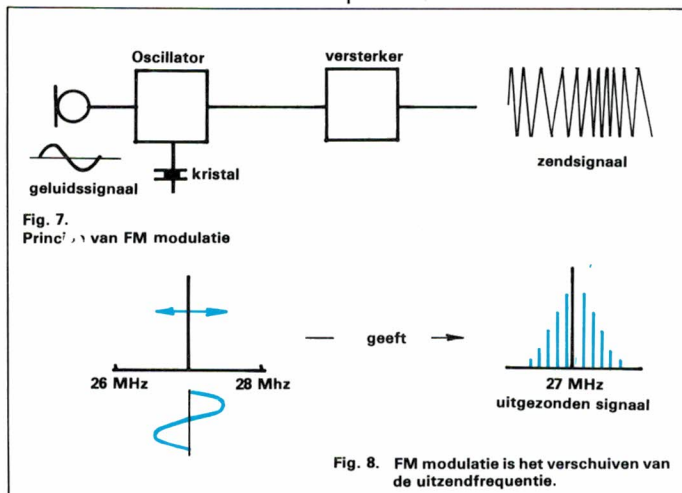 Oscillator
versterker
geluidssignaal
kristal
zendsignaal
Fig. 7.
van FM modulatie
26 MHz
28 Mhz
geeft
27 MHz
uitgezonden signaal
Fig. 8. FM modulatie is het verschuiven van
de uitzendfrequentie.